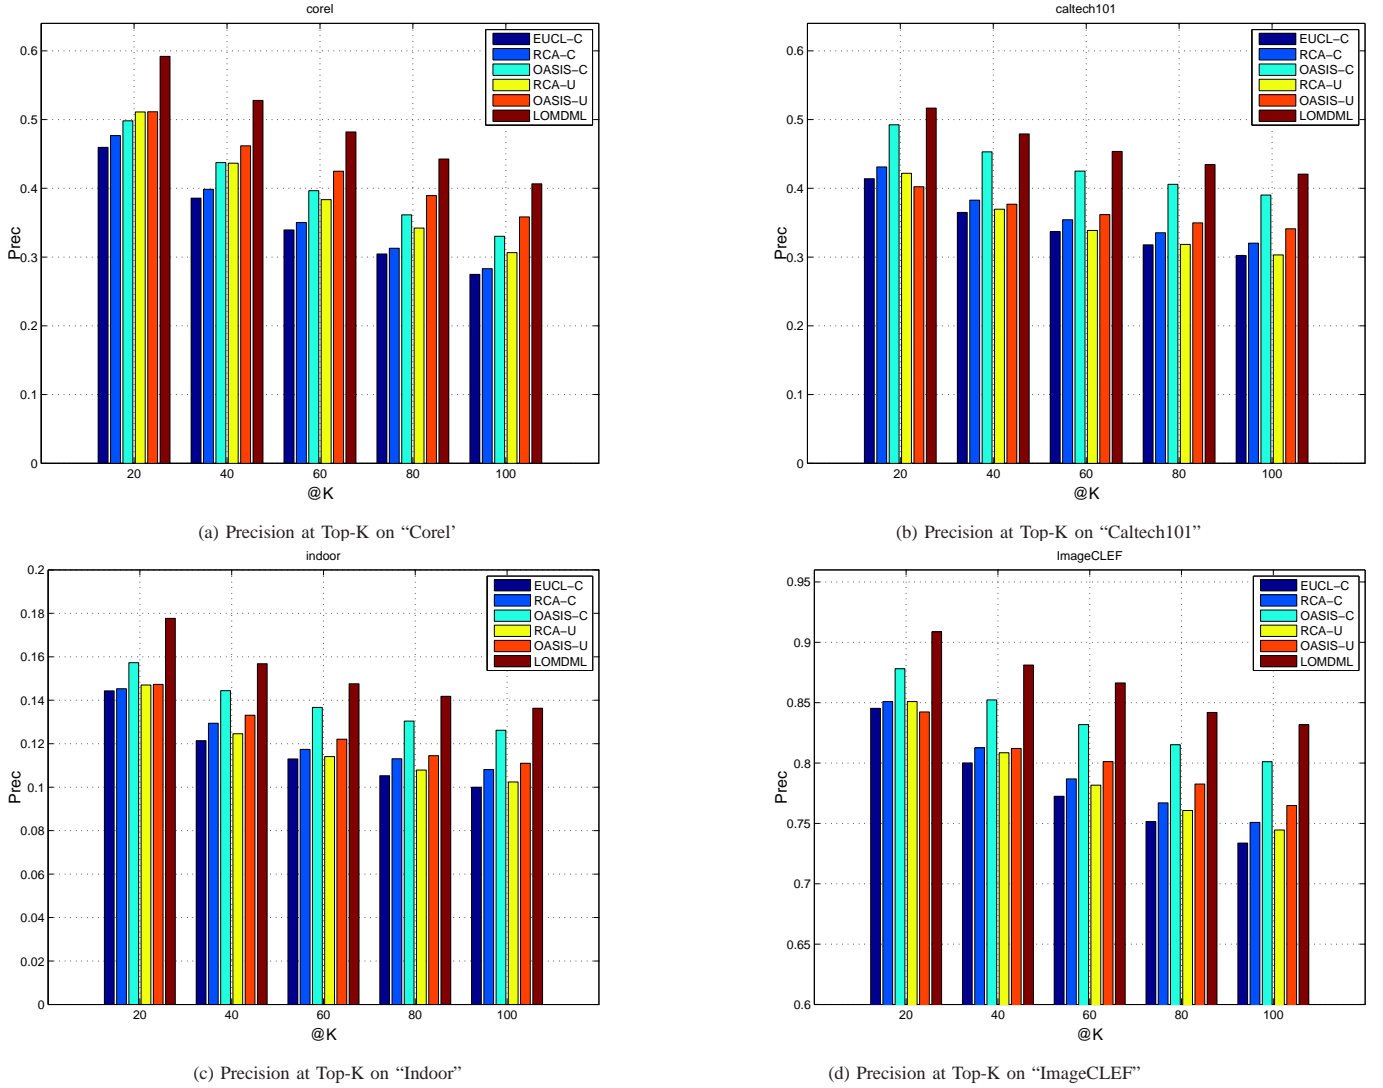 corel
0.6
0.5
0.4
0.3
0.2
0.1
0
Prec
20 40 60 80 100
@K
EUCL-C
RCA-C
OASIS-C
RCA-U
OASIS-U
LOMDML
(a) Precision at Top-K on “Corel’
caltech101
0.6
0.5
0.4
0.3
0.2
0.1
0
Prec
20 40 60 80 100
@K
EUCL-C
RCA-C
OASIS-C
RCA-U
OASIS-U
LOMDML
(b) Precision at Top-K on “Caltech101”
indoor
0.2
0.18
0.16
0.14
0.12
0.1
0.08
0.06
0.04
0.02
0
Prec
20 40 60 80 100
@K
EUCL-C
RCA-C
OASIS-C
RCA-U
OASIS-U
LOMDML
(c) Precision at Top-K on “Indoor”
ImageCLEF
0.95
0.9
0.85
0.8
0.75
0.7
0.65
0.6
Prec
20 40 60 80 100
@K
EUCL-C
RCA-C
OASIS-C
RCA-U
OASIS-U
LOMDML
(d) Precision at Top-K on “ImageCLEF”